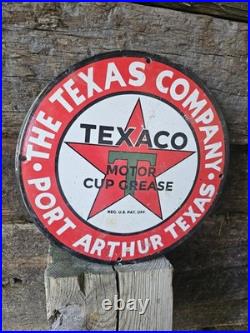 · THE TEXAS COMPANY ·
PORT ARTHUR TEXAS
TEXACO
T
MOTOR
CUP GREASE
REG. U.S. PAT. OFF.